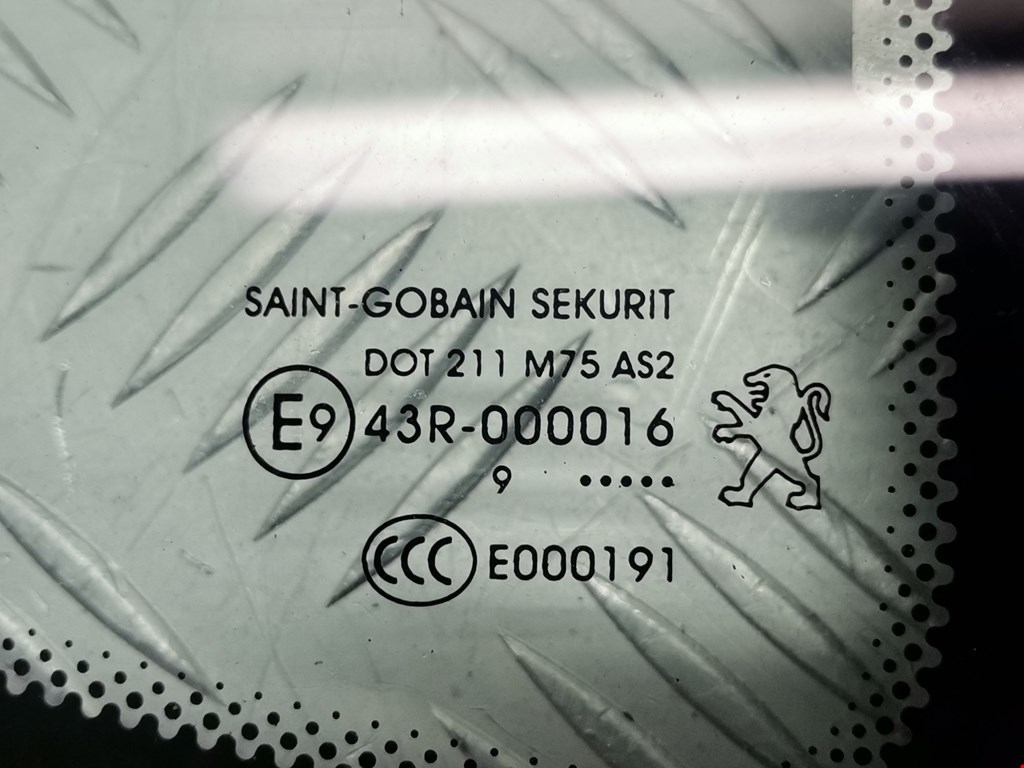 SAINT-GOBAIN SEKURIT
DOT 211 M75 AS2
E9 43R-000016
9 .....
CCC E000191